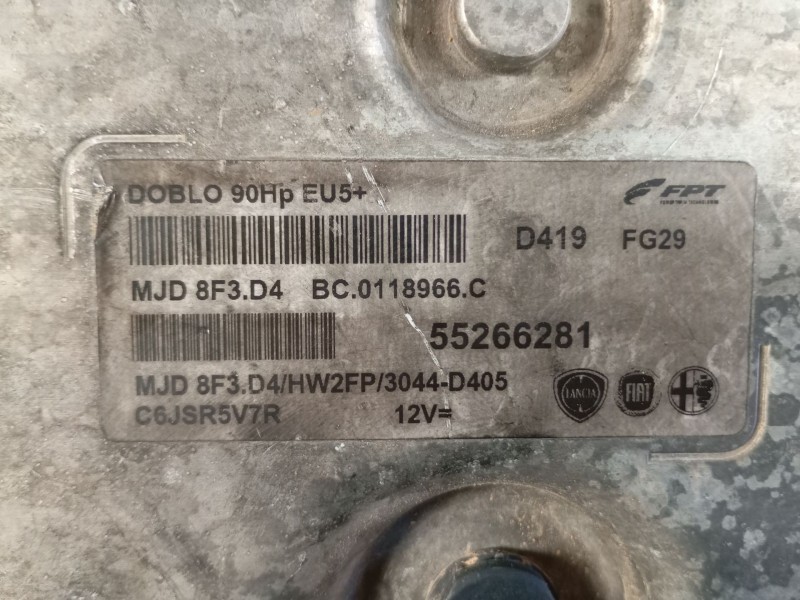 DOBLO 90Hp EU5+
FPT
D419 FG29
MJD 8F3.D4 BC.0118966.C
55266281
MJD 8F3.D4/HW2FP/3044-D405
LANCIA FIAT
C6JSR5V7R 12V=